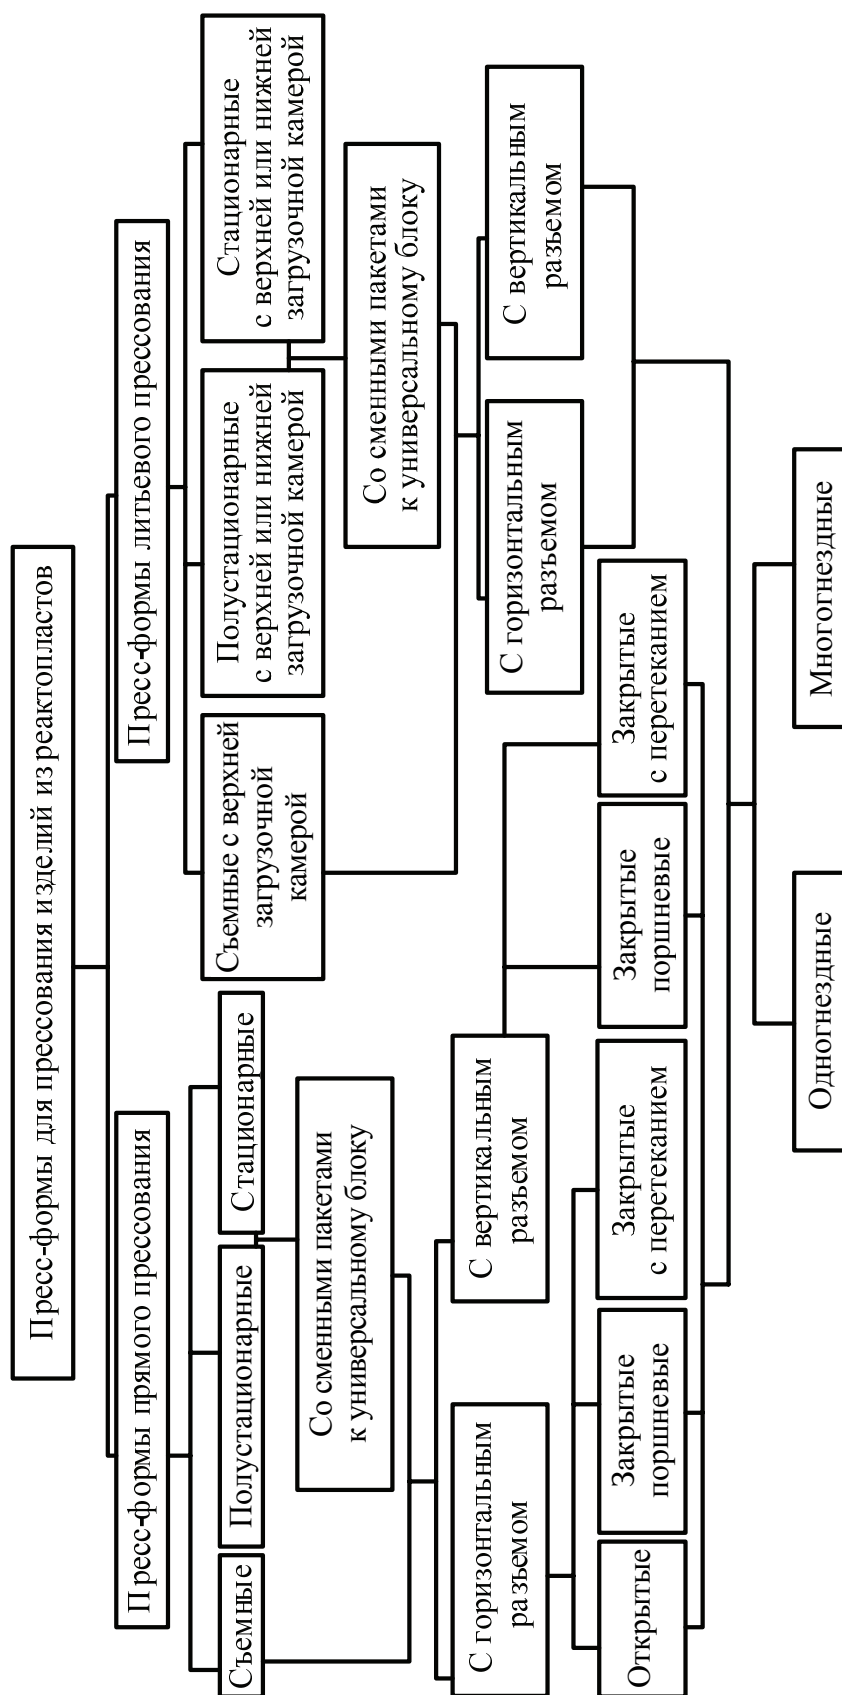 Пресс-формы для прессования изделий из реактопластов
Пресс-формы прямого прессования
Пресс-формы литьевого прессования
Съемные
Полустационарные
Стационарные
Съемные с верхней
загрузочной
камерой
Полустационарные
с верхней или нижней
загрузочной камерой
Стационарные
с верхней или нижней
загрузочной камерой
Со сменными пакетами
к универсальному блоку
Со сменными пакетами
к универсальному блоку
С горизонтальным
разъемом
С вертикальным
разъемом
С горизонтальным
разъемом
С вертикальным
разъемом
Открытые
Закрытые
поршневые
Закрытые
с перетеканием
Закрытые
поршневые
Закрытые
с перетеканием
Одногнездные
Многогнездные